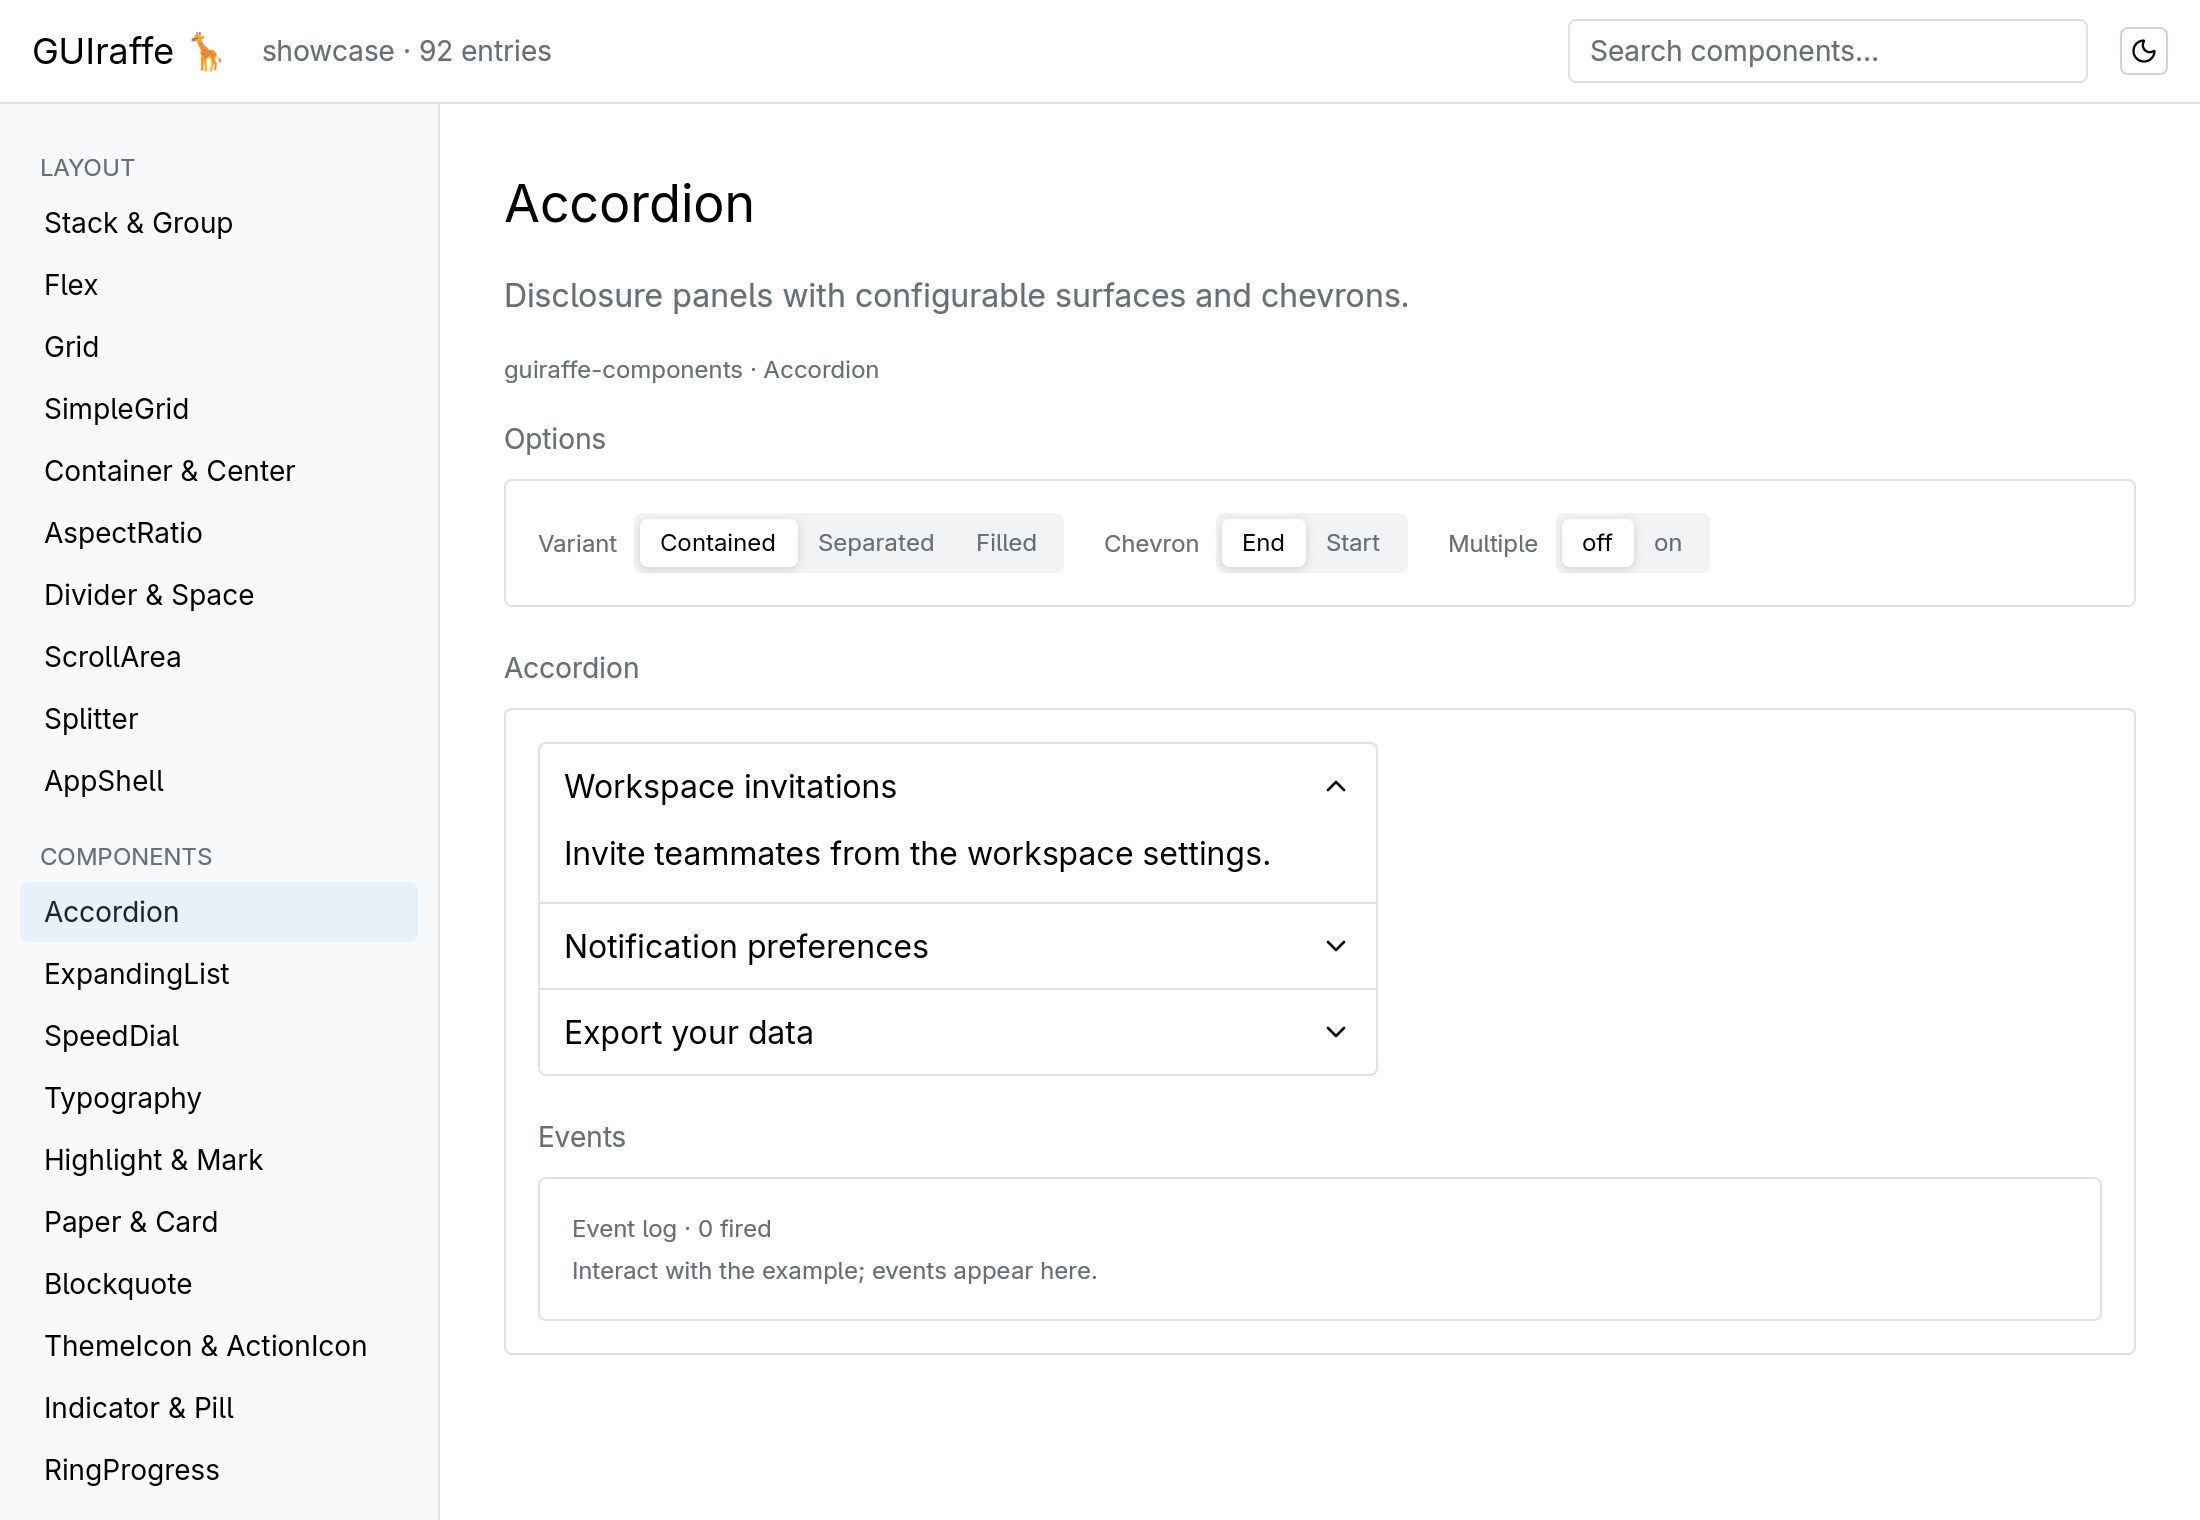 GUIraffe 🦒 showcase · 92 entries
Search components...
LAYOUT
Stack & Group
Flex
Grid
SimpleGrid
Container & Center
AspectRatio
Divider & Space
ScrollArea
Splitter
AppShell
COMPONENTS
Accordion
ExpandingList
SpeedDial
Typography
Highlight & Mark
Paper & Card
Blockquote
ThemeIcon & ActionIcon
Indicator & Pill
RingProgress
Accordion
Disclosure panels with configurable surfaces and chevrons.
guiraffe-components · Accordion
Options
Variant Contained Separated Filled Chevron End Start Multiple off on
Accordion
Workspace invitations
Invite teammates from the workspace settings.
Notification preferences
Export your data
Events
Event log · 0 fired
Interact with the example; events appear here.